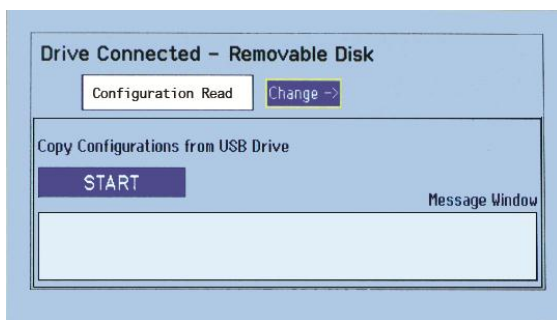 Drive Connected – Removable Disk
Configuration Read Change ->
Copy Configurations from USB Drive
START
Message Window